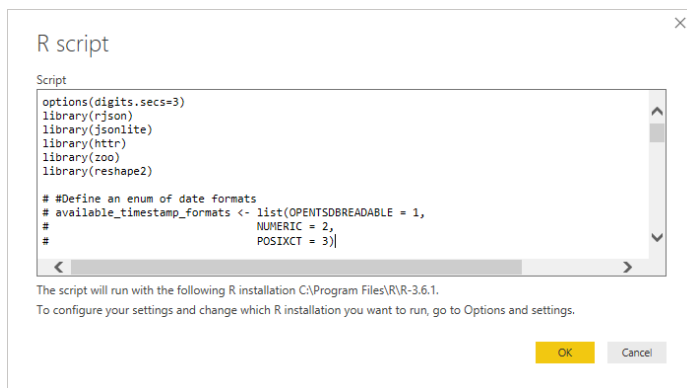 R script
Script
options(digits.secs=3)
library(rjson)
library(jsonlite)
library(httr)
library(zoo)
library(reshape2)

# #Define an enum of date formats
# available_timestamp_formats <- list(OPENTSDBREADABLE = 1,
#                                     NUMERIC = 2,
#                                     POSIXCT = 3)
The script will run with the following R installation C:\Program Files\R\R-3.6.1.
To configure your settings and change which R installation you want to run, go to Options and settings.
OK
Cancel